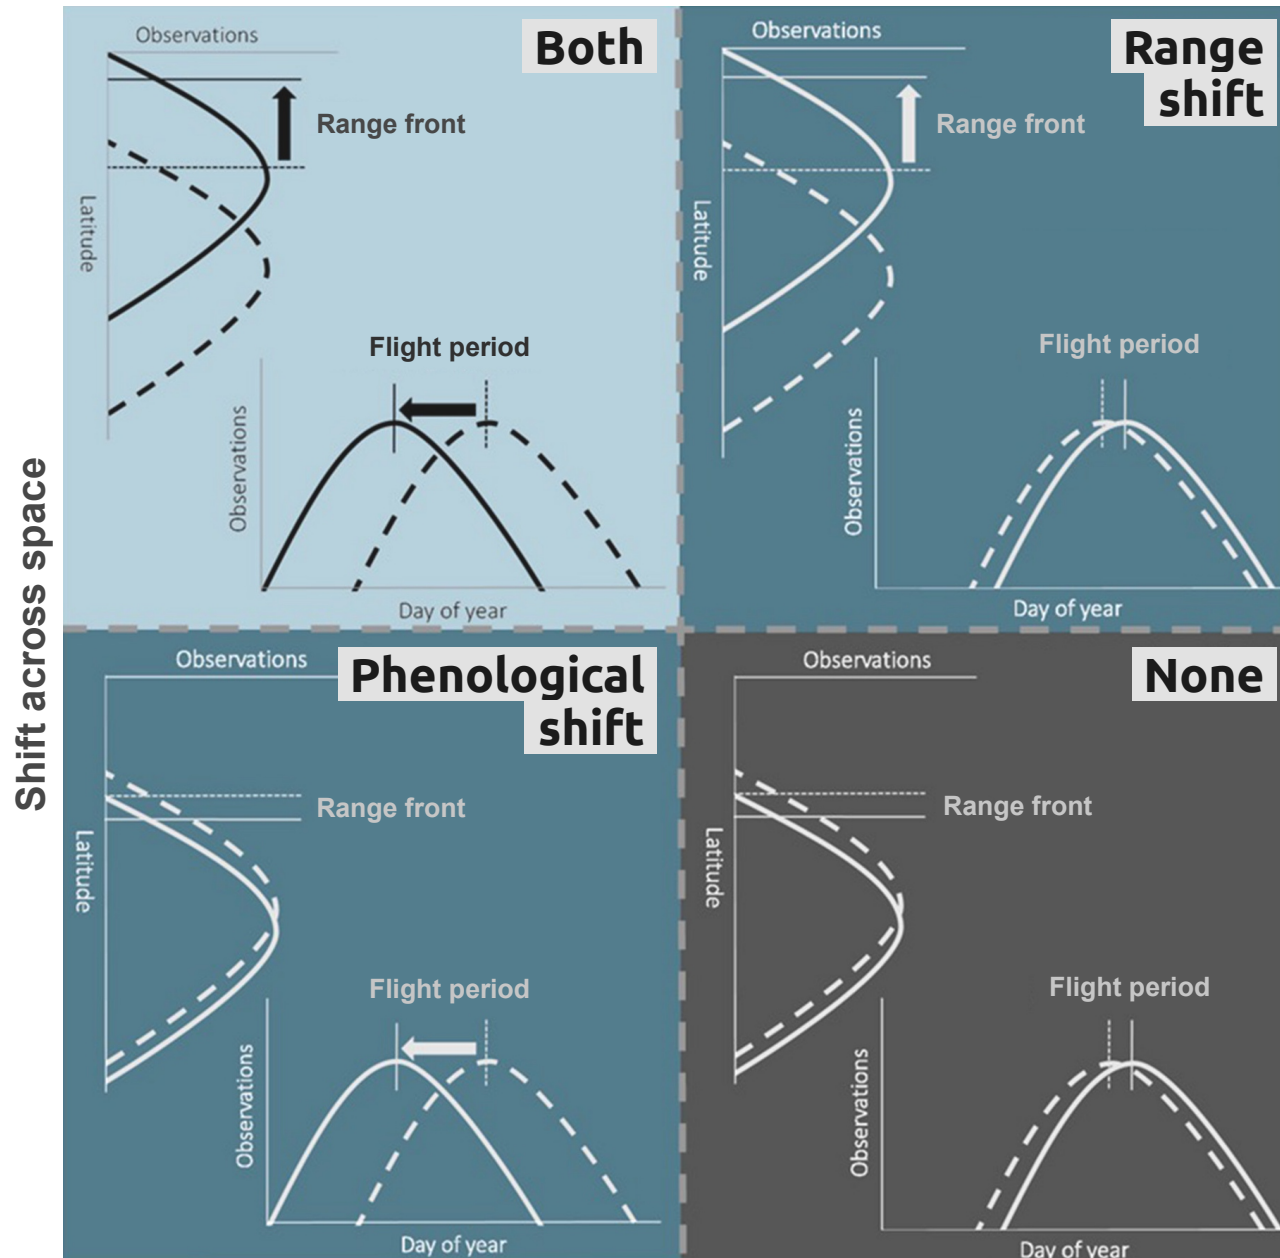 Shift across space
Observations
Both
Range front
Latitude
Flight period
Observations
Day of year
Observations
Range
shift
Range front
Latitude
Flight period
Observations
Day of year
Observations
Phenological
shift
Range front
Latitude
Flight period
Observations
Day of year
Observations
None
Range front
Latitude
Flight period
Observations
Day of year